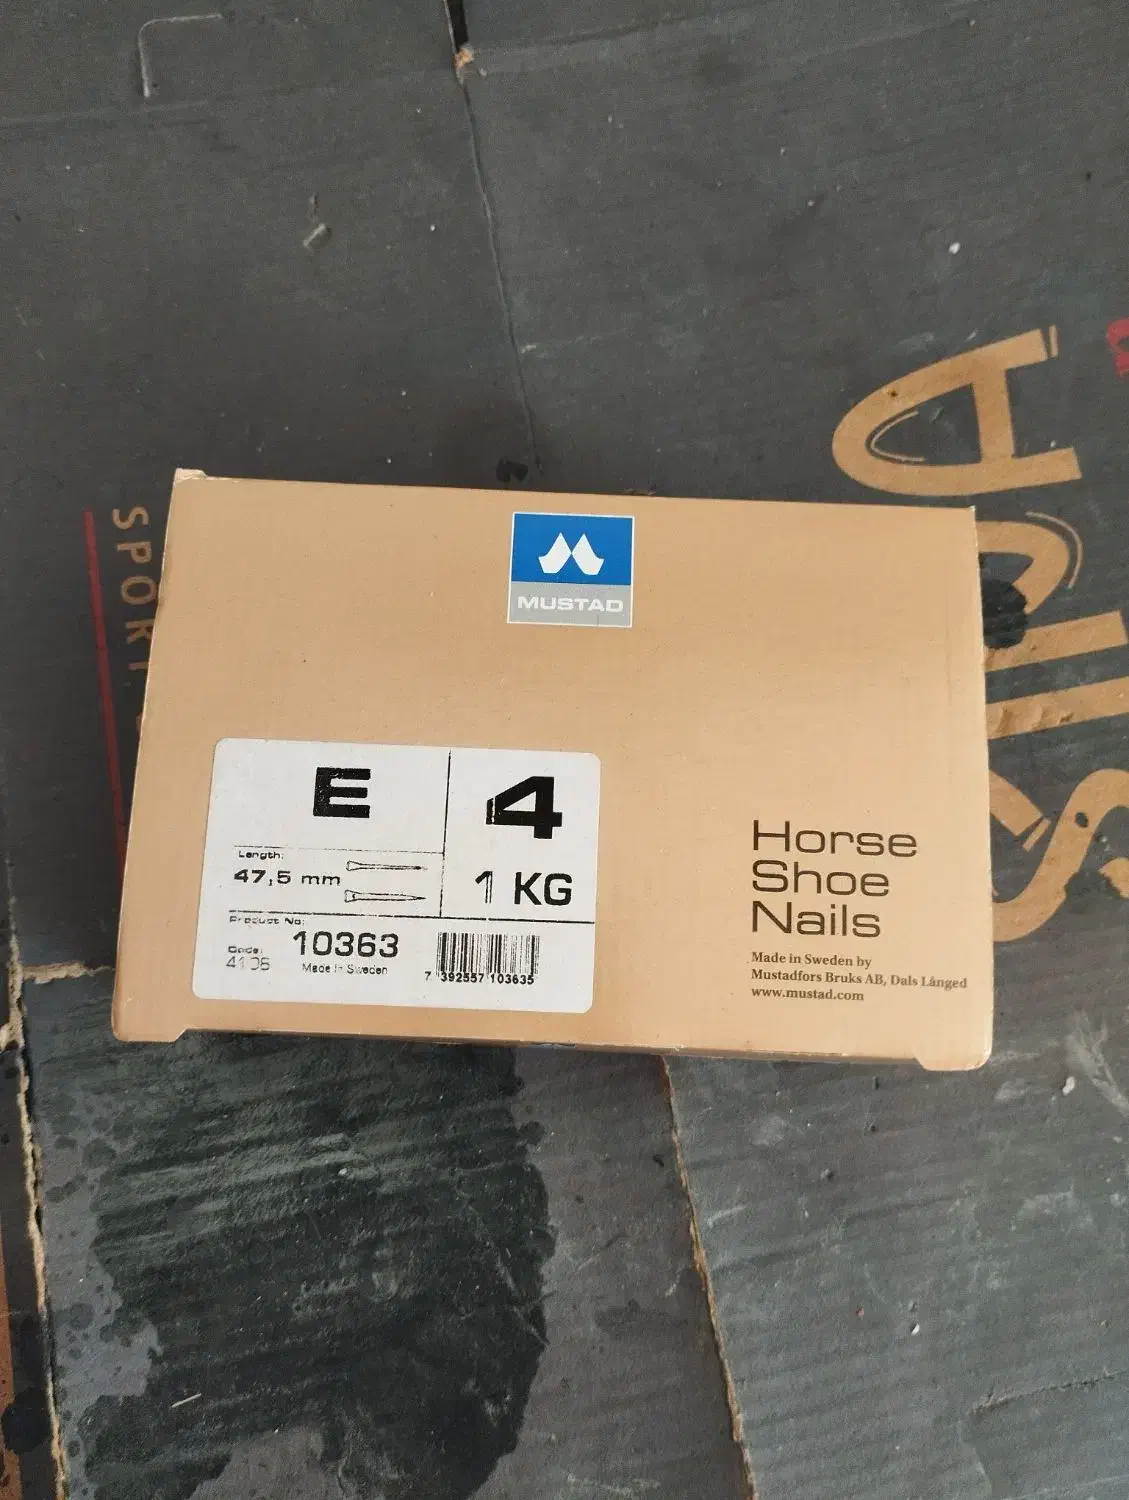 MUSTAD
E
4
Length:
47,5 mm
1 KG
Product No:
10363
Code:
Made in Sweden
7 392557 103635
Horse
Shoe
Nails
Made in Sweden by
Mustadfors Bruks AB, Dals Långed
www.mustad.com
SPORT